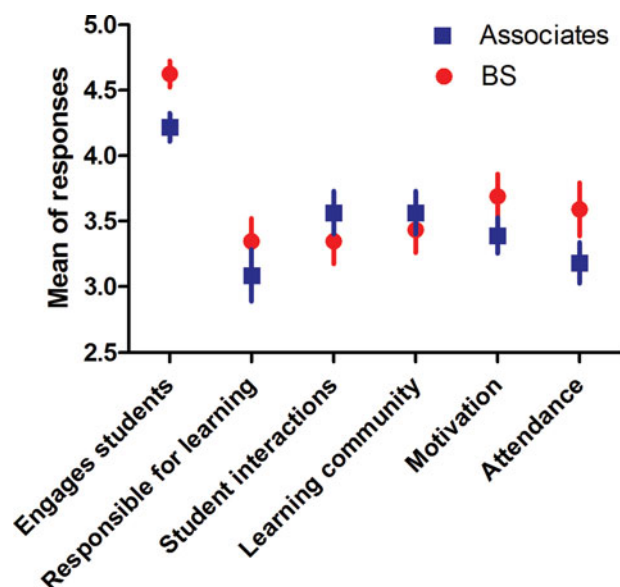 5.0
4.5
4.0
3.5
3.0
2.5
Mean of responses
Associates
BS
Engages students
Responsible for learning
Student interactions
Learning community
Motivation
Attendance